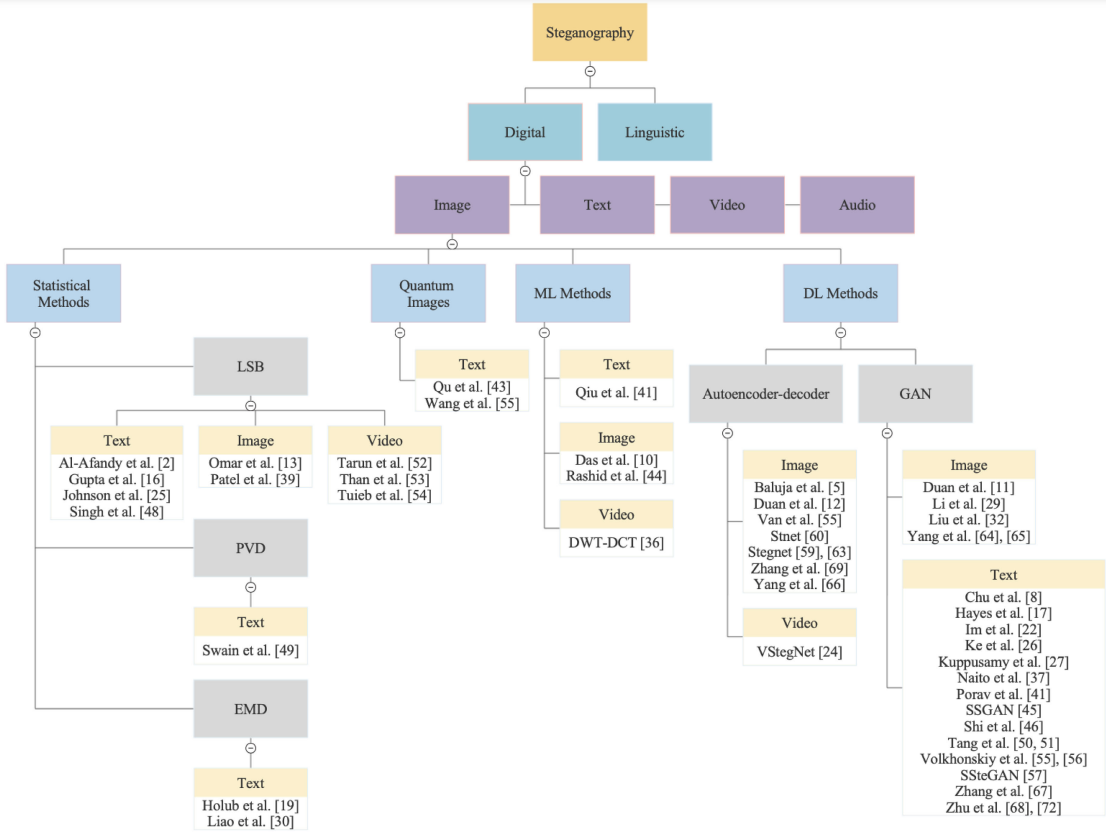 Steganography
Digital
Linguistic
Image
Text
Video
Audio
Statistical
Methods
Quantum
Images
ML Methods
DL Methods
LSB
Text
Al-Afandy et al. [2]
Gupta et al. [16]
Johnson et al. [25]
Singh et al. [48]
Image
Omar et al. [13]
Patel et al. [39]
Video
Tarun et al. [52]
Than et al. [53]
Tuieb et al. [54]
PVD
Text
Swain et al. [49]
EMD
Text
Holub et al. [19]
Liao et al. [30]
Text
Qu et al. [43]
Wang et al. [55]
Text
Qiu et al. [41]
Image
Das et al. [10]
Rashid et al. [44]
Video
DWT-DCT [36]
Autoencoder-decoder
Image
Baluja et al. [5]
Duan et al. [12]
Van et al. [55]
Stnet [60]
Stegnet [59], [63]
Zhang et al. [69]
Yang et al. [66]
Video
VStegNet [24]
GAN
Image
Duan et al. [11]
Li et al. [29]
Liu et al. [32]
Yang et al. [64], [65]
Text
Chu et al. [8]
Hayes et al. [17]
Im et al. [22]
Ke et al. [26]
Kuppusamy et al. [27]
Naito et al. [37]
Porav et al. [41]
SSGAN [45]
Shi et al. [46]
Tang et al. [50, 51]
Volkhonskiy et al. [55], [56]
SSteGAN [57]
Zhang et al. [67]
Zhu et al. [68], [72]